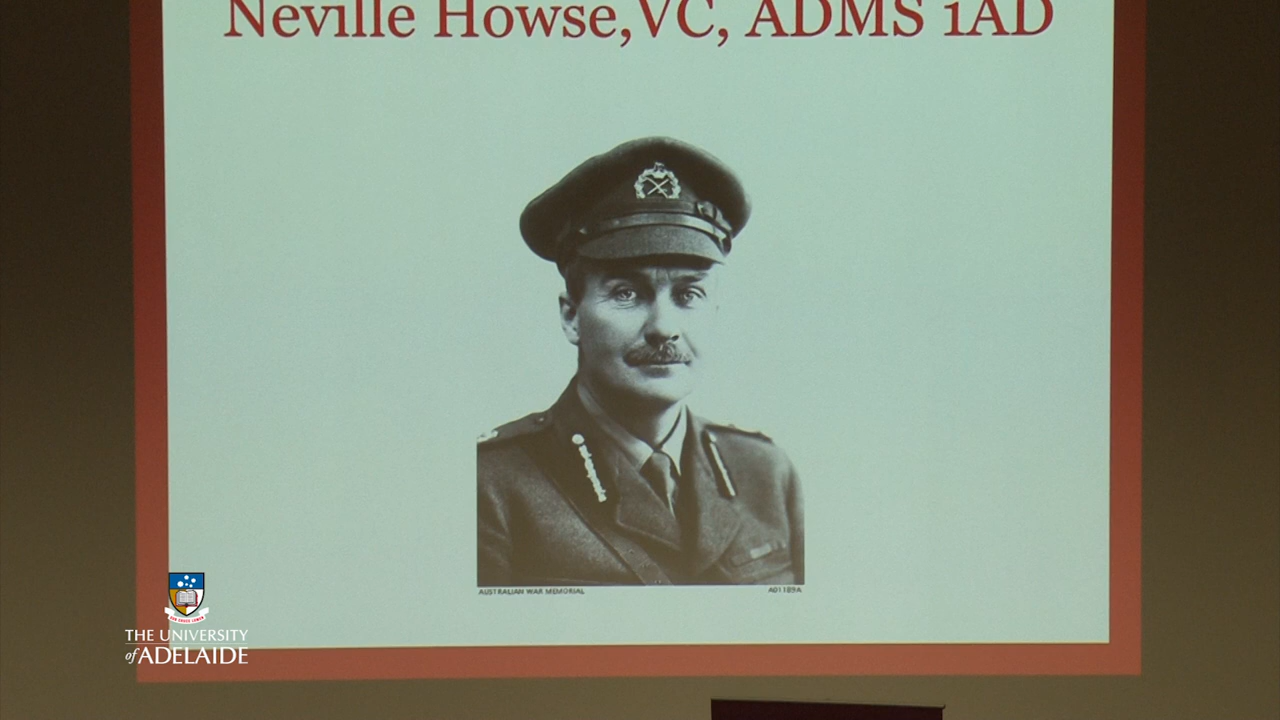 Neville Howse,VC, ADMS 1AD
AUSTRALIAN WAR MEMORIAL
A01189A
THE UNIVERSITY
of ADELAIDE